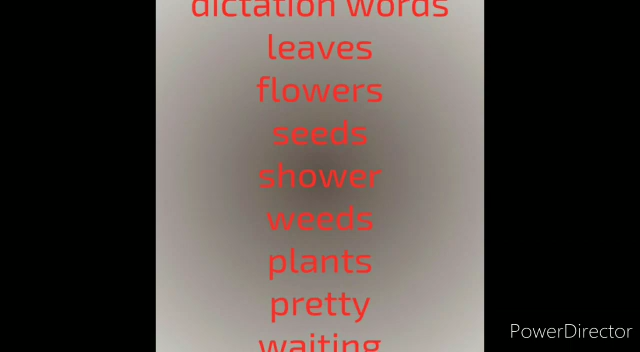 dictation words
leaves
flowers
seeds
shower
weeds
plants
pretty
waiting
PowerDirector